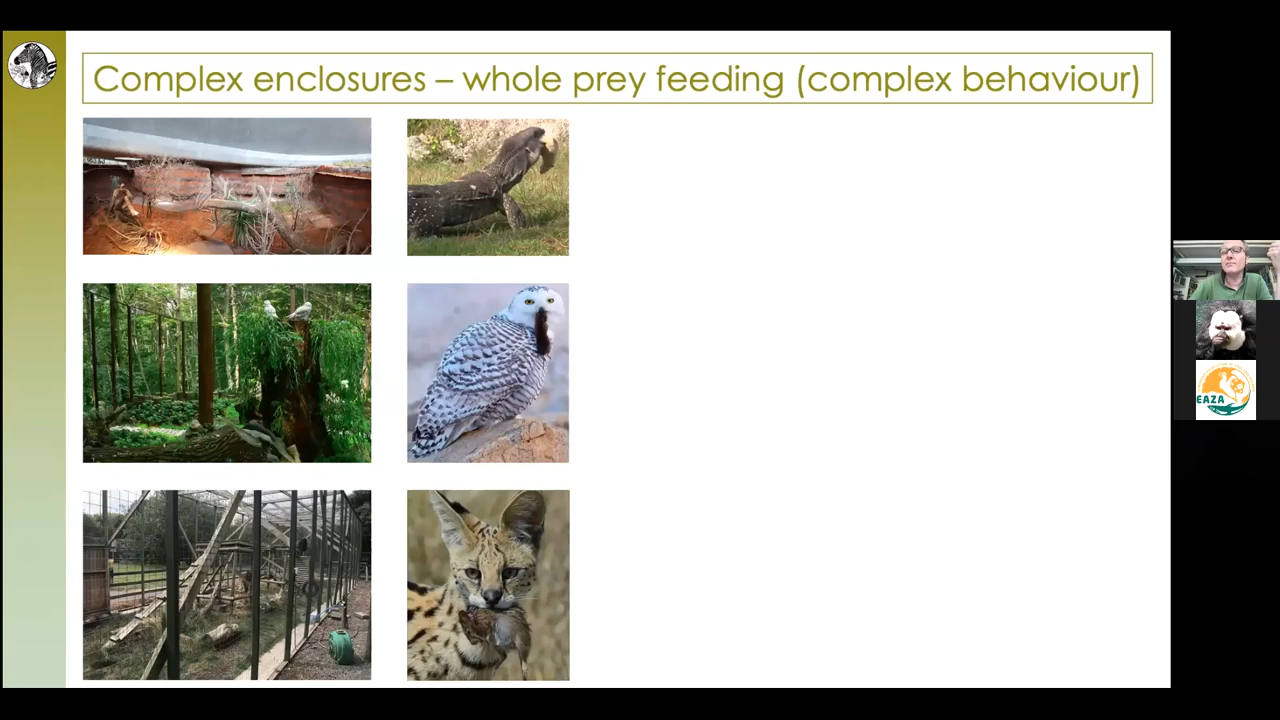 Complex enclosures – whole prey feeding (complex behaviour)
EAZA